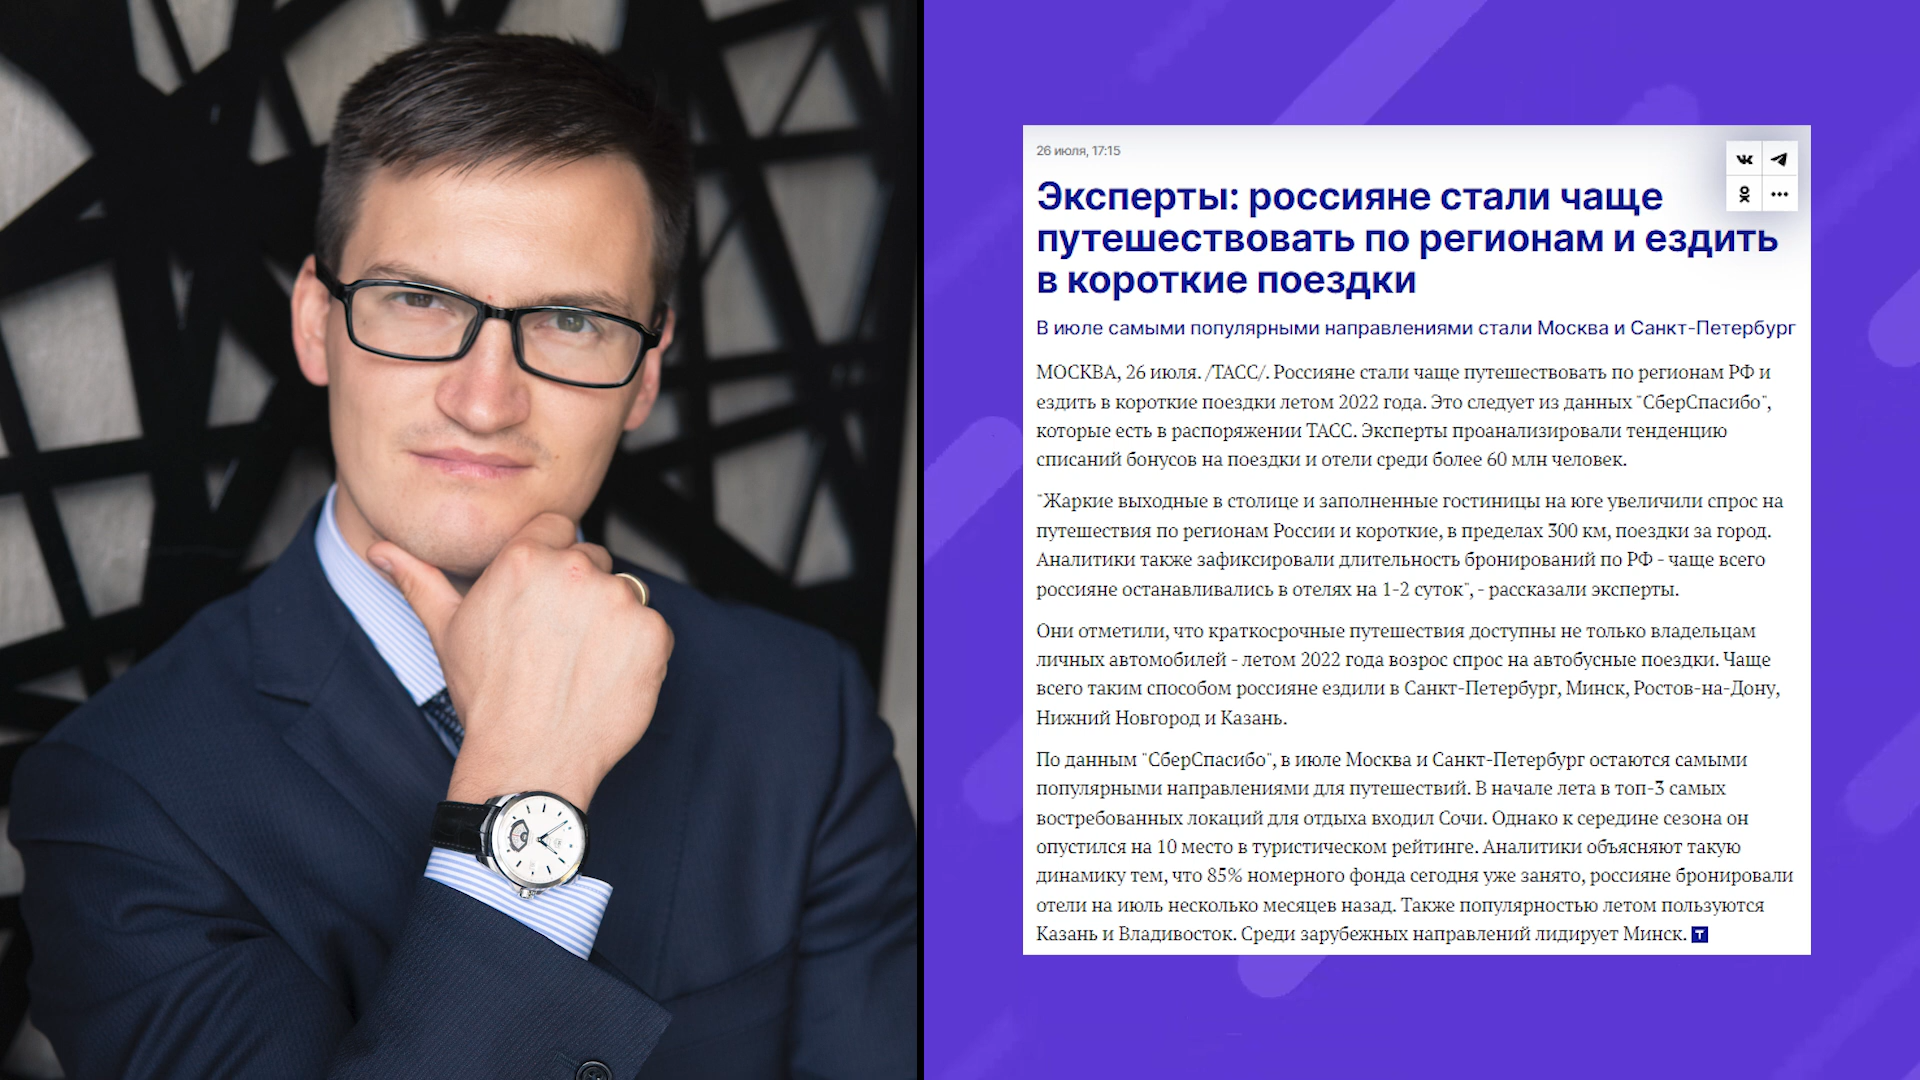 26 июля, 17:15
Эксперты: россияне стали чаще
путешествовать по регионам и ездить
в короткие поездки
В июле самыми популярными направлениями стали Москва и Санкт-Петербург
МОСКВА, 26 июля. /ТАСС/. Россияне стали чаще путешествовать по регионам РФ и
ездить в короткие поездки летом 2022 года. Это следует из данных "СберСпасибо",
которые есть в распоряжении ТАСС. Эксперты проанализировали тенденцию
списаний бонусов на поездки и отели среди более 60 млн человек.
"Жаркие выходные в столице и заполненные гостиницы на юге увеличили спрос на
путешествия по регионам России и короткие, в пределах 300 км, поездки за город.
Аналитики также зафиксировали длительность бронирований по РФ - чаще всего
россияне останавливались в отелях на 1-2 суток", - рассказали эксперты.
Они отметили, что краткосрочные путешествия доступны не только владельцам
личных автомобилей - летом 2022 года возрос спрос на автобусные поездки. Чаще
всего таким способом россияне ездили в Санкт-Петербург, Минск, Ростов-на-Дону,
Нижний Новгород и Казань.
По данным "СберСпасибо", в июле Москва и Санкт-Петербург остаются самыми
популярными направлениями для путешествий. В начале лета в топ-3 самых
востребованных локаций для отдыха входил Сочи. Однако к середине сезона он
опустился на 10 место в туристическом рейтинге. Аналитики объясняют такую
динамику тем, что 85% номерного фонда сегодня уже занято, россияне бронировали
отели на июль несколько месяцев назад. Также популярностью летом пользуются
Казань и Владивосток. Среди зарубежных направлений лидирует Минск.